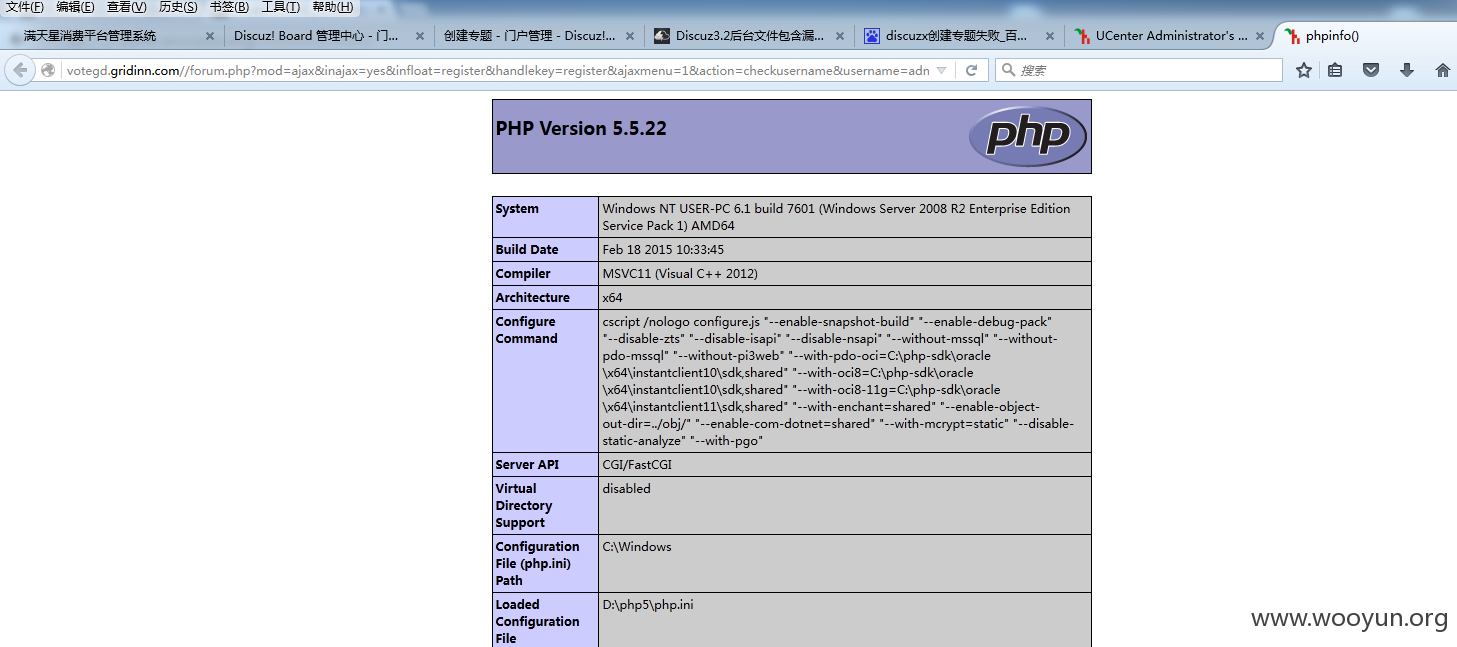 文件(F) 编辑(E) 查看(V) 历史(S) 书签(B) 工具(T) 帮助(H)
满天星消费平台管理系统 × Discuz! Board 管理中心 - 门... × 创建专题 - 门户管理 - Discuz!... × Discuz3.2后台文件包含漏... × discuzx创建专题失败_百... × UCenter Administrator's ... × phpinfo()
votegd.gridinn.com//forum.php?mod=ajax&inajax=yes&infloat=register&handlekey=register&ajaxmenu=1&action=checkusername&username=adn 搜索
PHP Version 5.5.22
php
System
Windows NT USER-PC 6.1 build 7601 (Windows Server 2008 R2 Enterprise Edition
Service Pack 1) AMD64
Build Date
Feb 18 2015 10:33:45
Compiler
MSVC11 (Visual C++ 2012)
Architecture
x64
Configure
Command
cscript /nologo configure.js "--enable-snapshot-build" "--enable-debug-pack"
"--disable-zts" "--disable-isapi" "--disable-nsapi" "--without-mssql" "--without-
pdo-mssql" "--without-pi3web" "--with-pdo-oci=C:\php-sdk\oracle
\x64\instantclient10\sdk,shared" "--with-oci8=C:\php-sdk\oracle
\x64\instantclient10\sdk,shared" "--with-oci8-11g=C:\php-sdk\oracle
\x64\instantclient11\sdk,shared" "--with-enchant=shared" "--enable-object-
out-dir=../obj/" "--enable-com-dotnet=shared" "--with-mcrypt=static" "--disable-
static-analyze" "--with-pgo"
Server API
CGI/FastCGI
Virtual
Directory
Support
disabled
Configuration
File (php.ini)
Path
C:\Windows
Loaded
Configuration
File
D:\php5\php.ini
www.wooyun.org